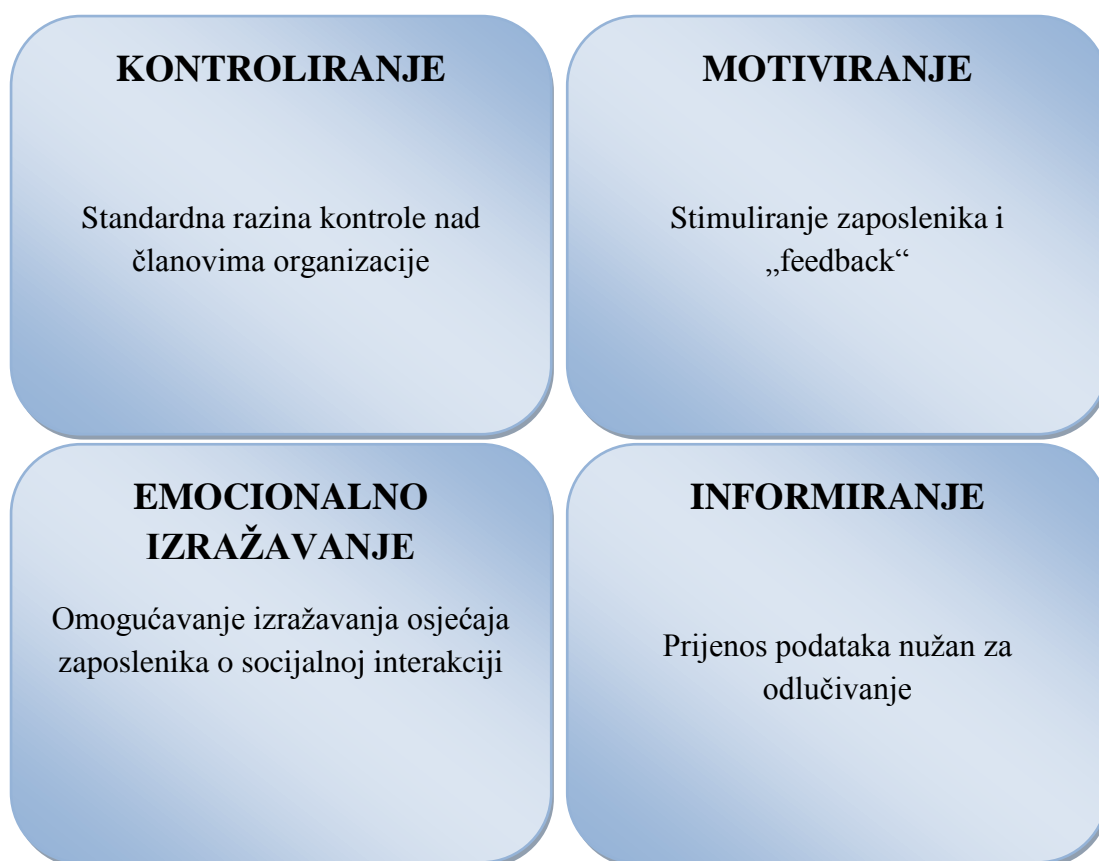 KONTROLIRANJE
Standardna razina kontrole nad
članovima organizacije
MOTIVIRANJE
Stimuliranje zaposlenika i
„feedback“
EMOCIONALNO
IZRAŽAVANJE
Omogućavanje izražavanja osjećaja
zaposlenika o socijalnoj interakciji
INFORMIRANJE
Prijenos podataka nužan za
odlučivanje